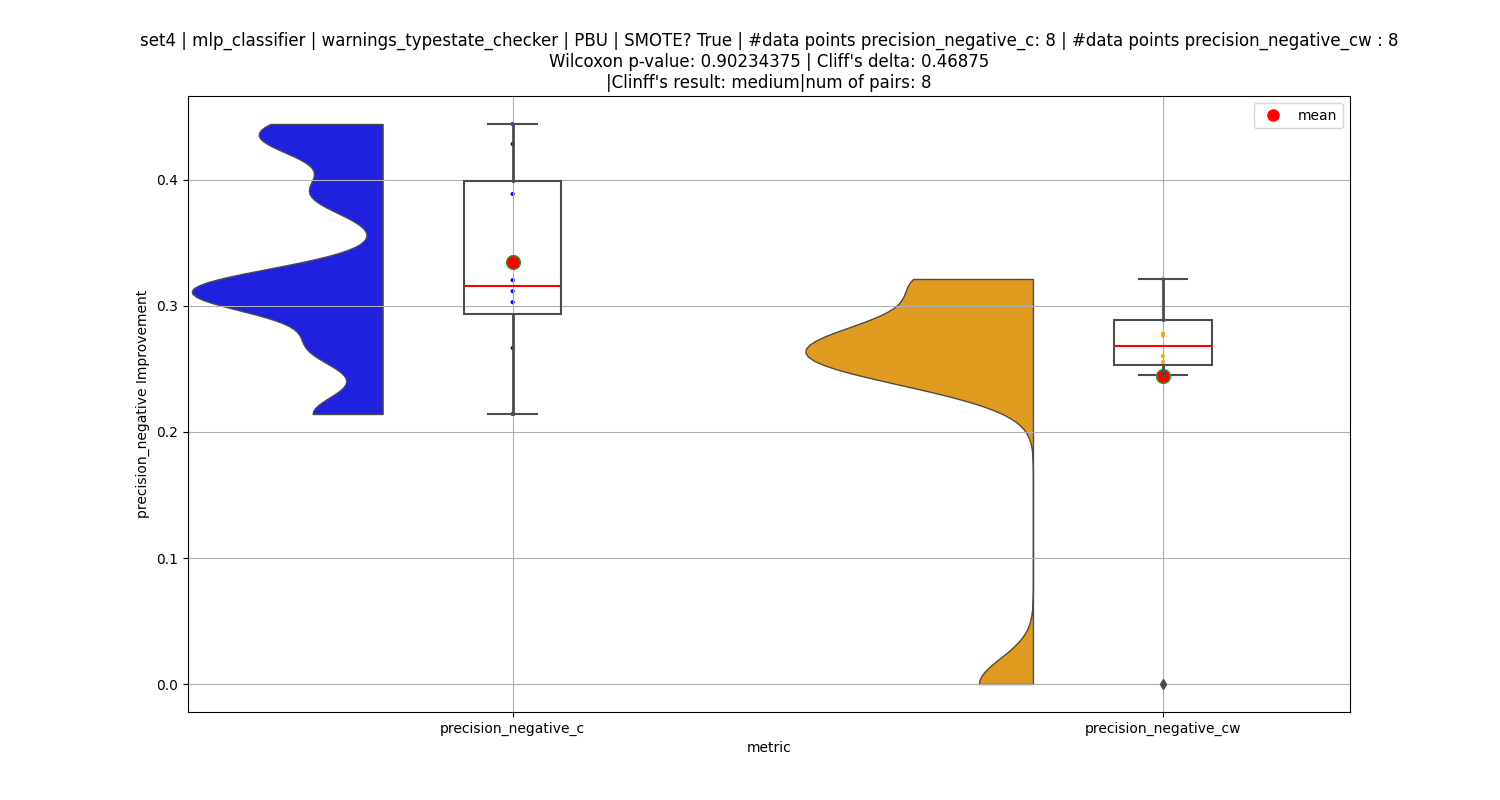 set4 | mlp_classifier | warnings_typestate_checker | PBU | SMOTE? True | #data points precision_negative_c: 8 | #data points precision_negative_cw : 8
Wilcoxon p-value: 0.90234375 | Cliff's delta: 0.46875
|Clinff's result: medium|num of pairs: 8
mean
0.4
0.3
0.2
0.1
0.0
precision_negative Improvement
precision_negative_c
precision_negative_cw
metric